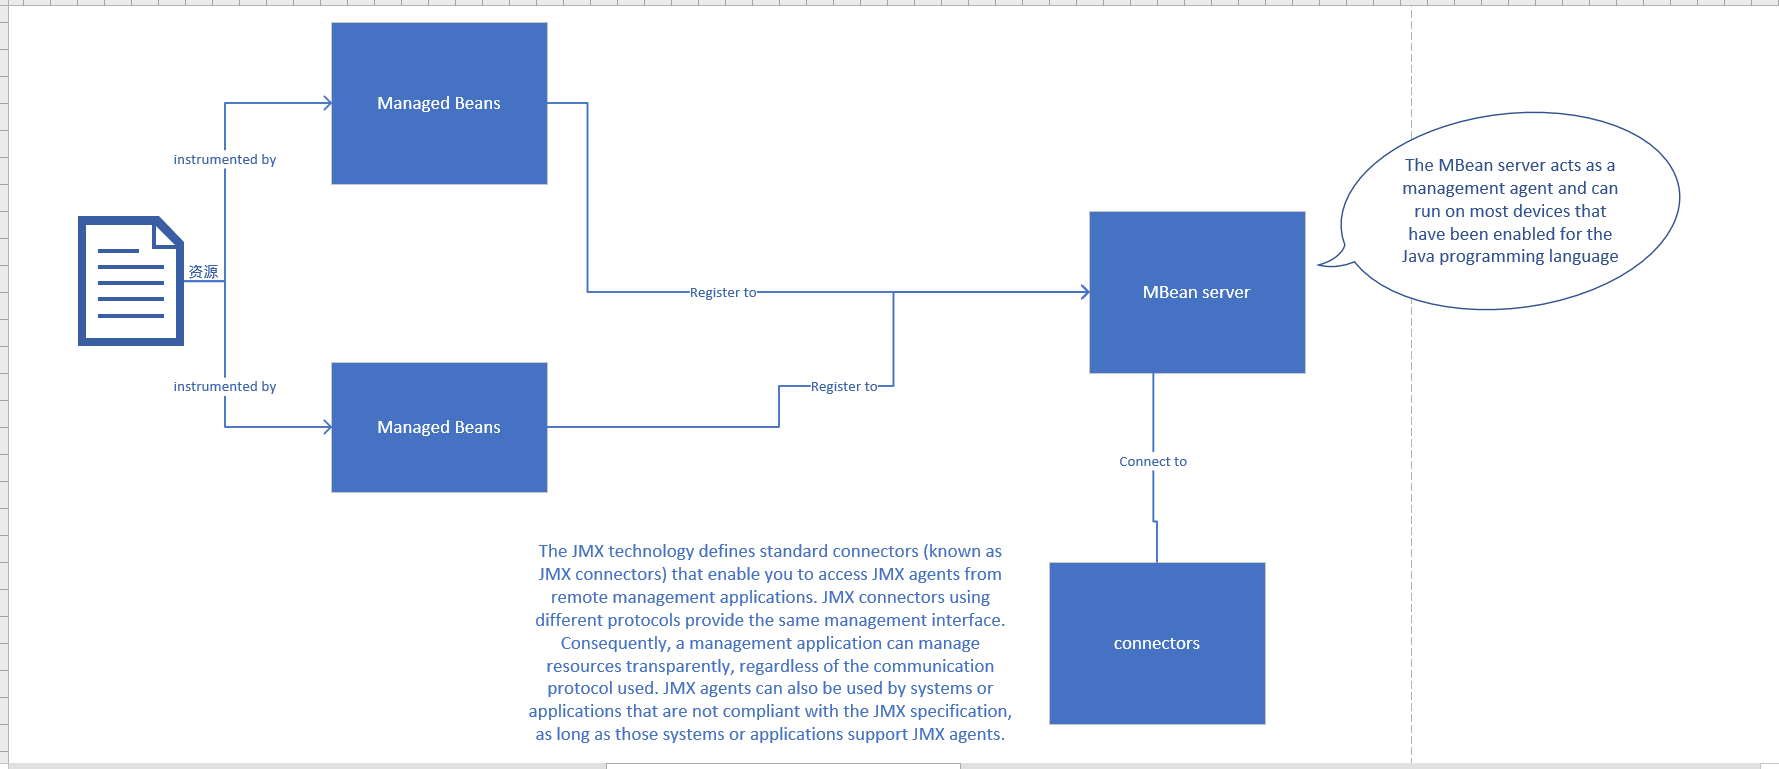 Managed Beans
instrumented by
资源
instrumented by
Managed Beans
Register to
Register to
MBean server
The MBean server acts as a
management agent and can
run on most devices that
have been enabled for the
Java programming language
Connect to
connectors
The JMX technology defines standard connectors (known as
JMX connectors) that enable you to access JMX agents from
remote management applications. JMX connectors using
different protocols provide the same management interface.
Consequently, a management application can manage
resources transparently, regardless of the communication
protocol used. JMX agents can also be used by systems or
applications that are not compliant with the JMX specification,
as long as those systems or applications support JMX agents.